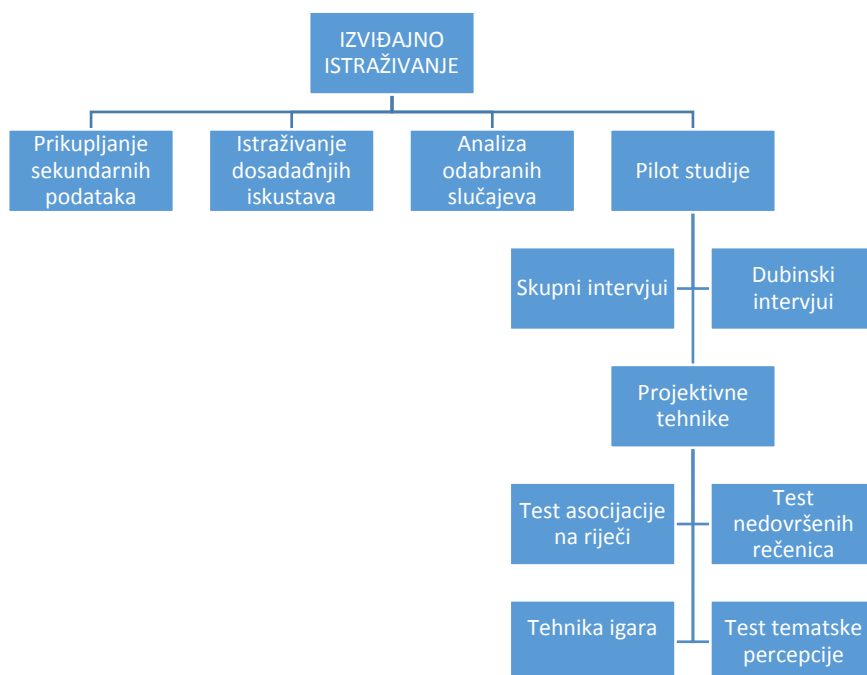 IZVIĐAJNO
ISTRAŽIVANJE
Prikupljanje
sekundarnih
podataka
Istraživanje
dosadađnjih
iskustava
Analiza
odabranih
slučajeva
Pilot studije
Skupni intervjui
Dubinski
intervjui
Projektivne
tehnike
Test asocijacije
na riječi
Test
nedovršenih
rečenica
Tehnika igara
Test tematske
percepcije